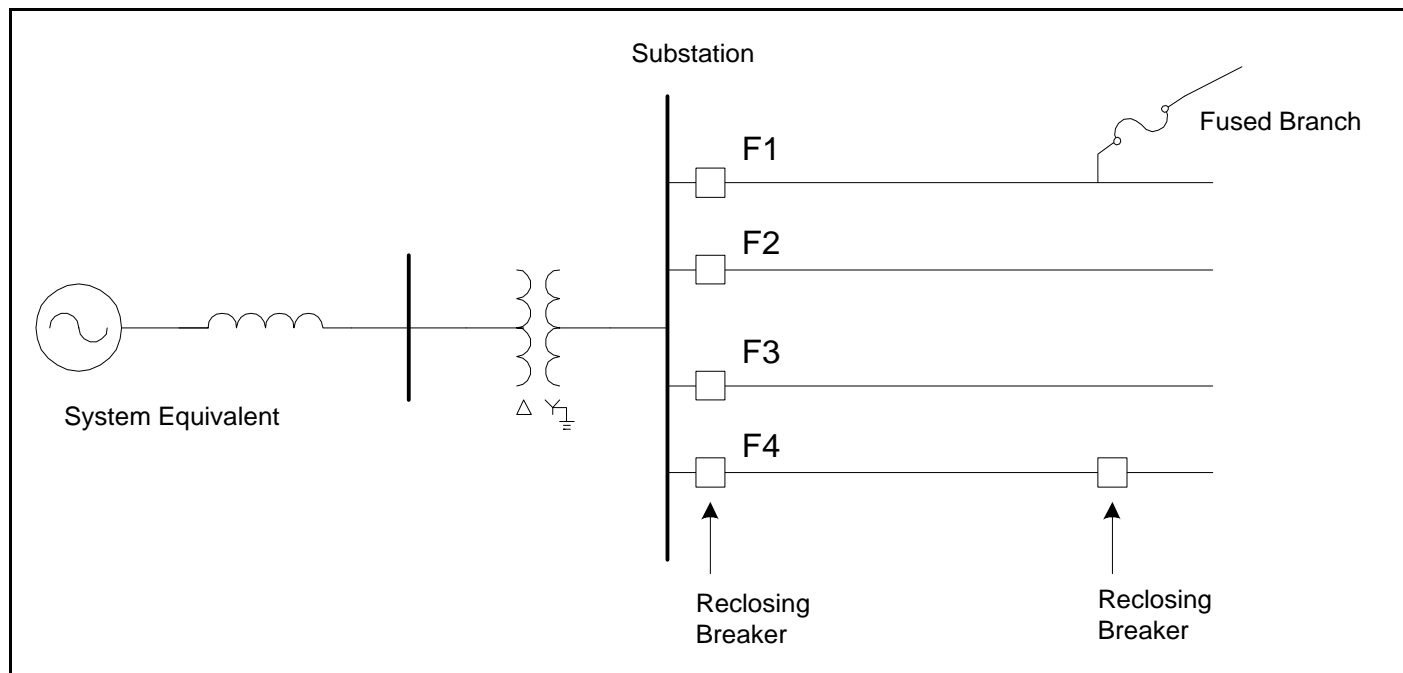 Substation
F1
Fused Branch
F2
System Equivalent
F3
F4
Reclosing
Breaker
Reclosing
Breaker